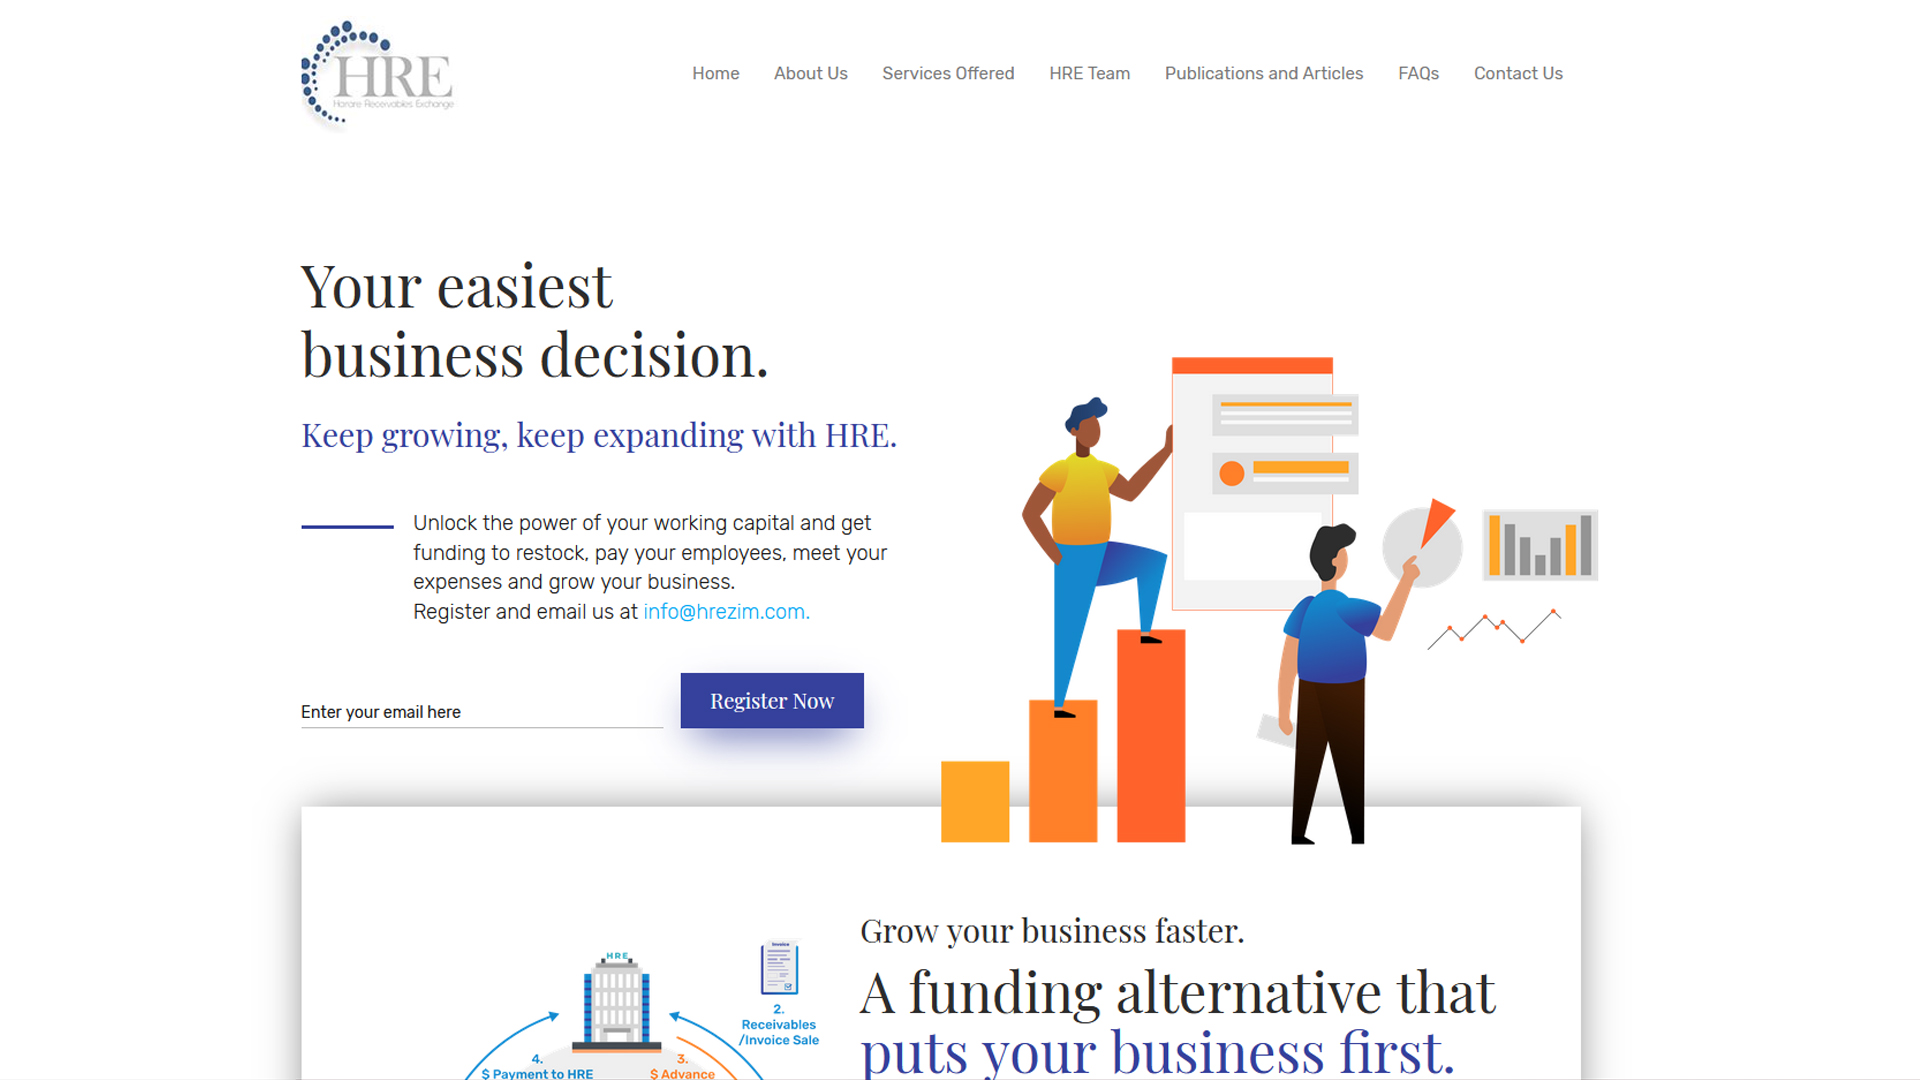 HRE
Harare Receivables Exchange
Home
About Us
Services Offered
HRE Team
Publications and Articles
FAQs
Contact Us
Your easiest
business decision.
Keep growing, keep expanding with HRE.
Unlock the power of your working capital and get
funding to restock, pay your employees, meet your
expenses and grow your business.
Register and email us at info@hrezim.com.
Enter your email here
Register Now
Grow your business faster.
A funding alternative that
puts your business first.
HRE
Invoice
2.
Receivables
/Invoice Sale
4.
$ Payment to HRE
3.
$ Advance